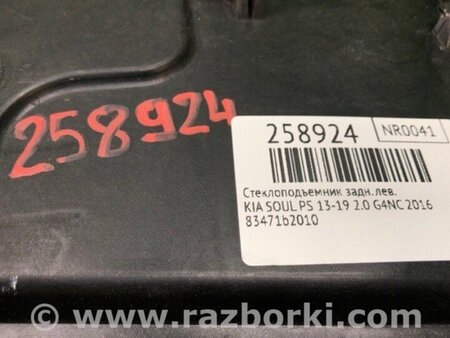 258924
258924
NR0041
Стеклоподъемник задн.лев.
KIA SOUL PS 13-19 2.0 G4NC 2016
83471b2010
© www.razborki.com